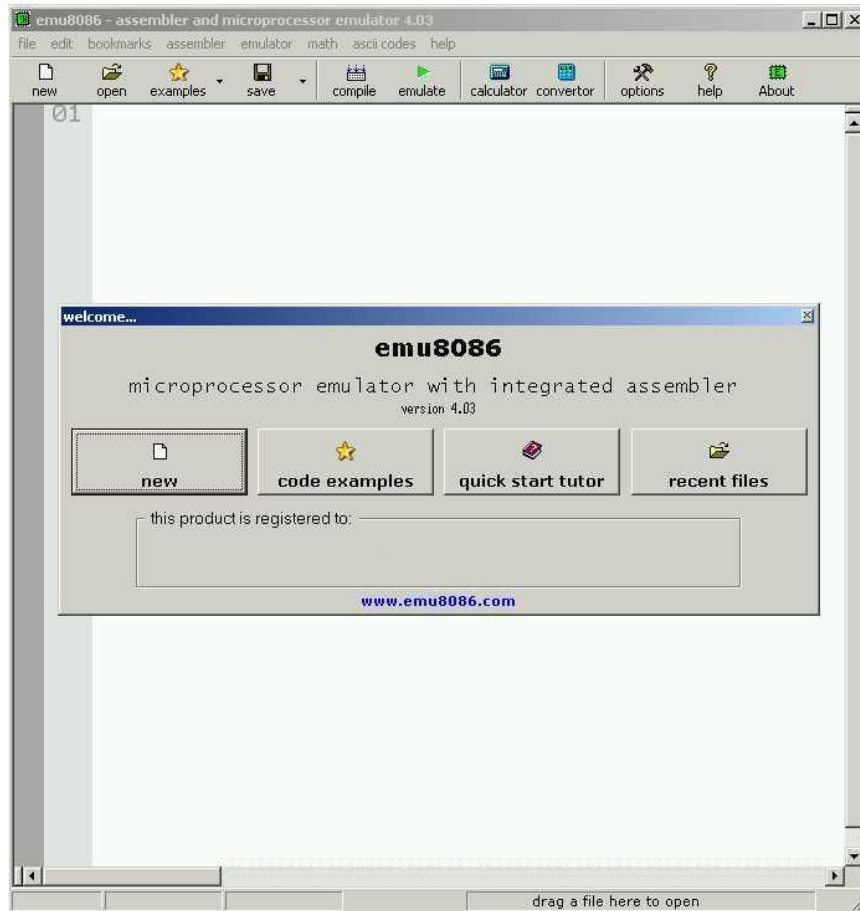 emu8086 - assembler and microprocessor emulator 4.03
file edit bookmarks assembler emulator math ascii codes help
new open examples save compile emulate calculator convertor options help About
01
welcome...
emu8086
microprocessor emulator with integrated assembler
version 4.03
new code examples quick start tutor recent files
this product is registered to:
www.emu8086.com
drag a file here to open